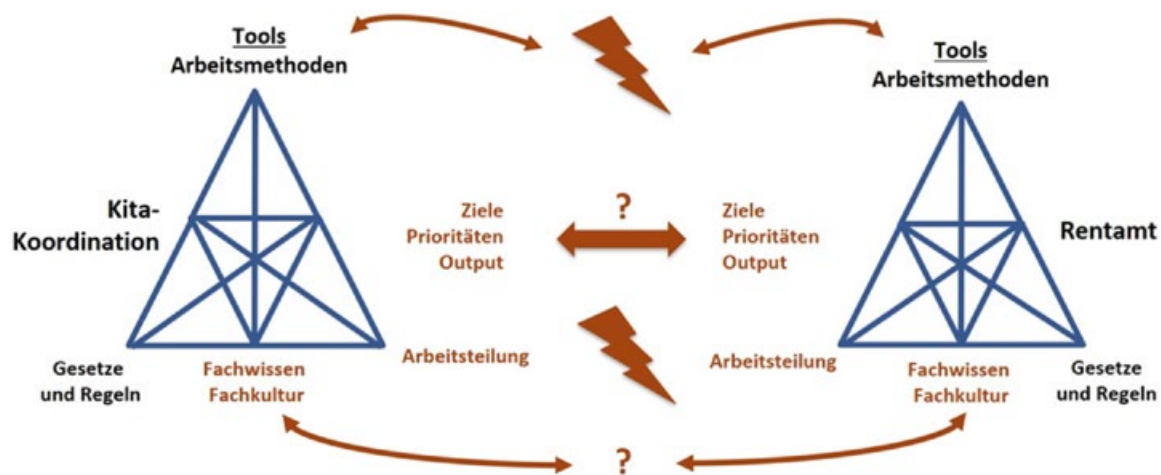 Tools
Arbeitsmethoden
Tools
Arbeitsmethoden
Kita-
Koordination
Ziele
Prioritäten
Output
?
Ziele
Prioritäten
Output
Rentamt
Gesetze
und Regeln
Fachwissen
Fachkultur
Arbeitsteilung
Arbeitsteilung
Fachwissen
Fachkultur
Gesetze
und Regeln
?